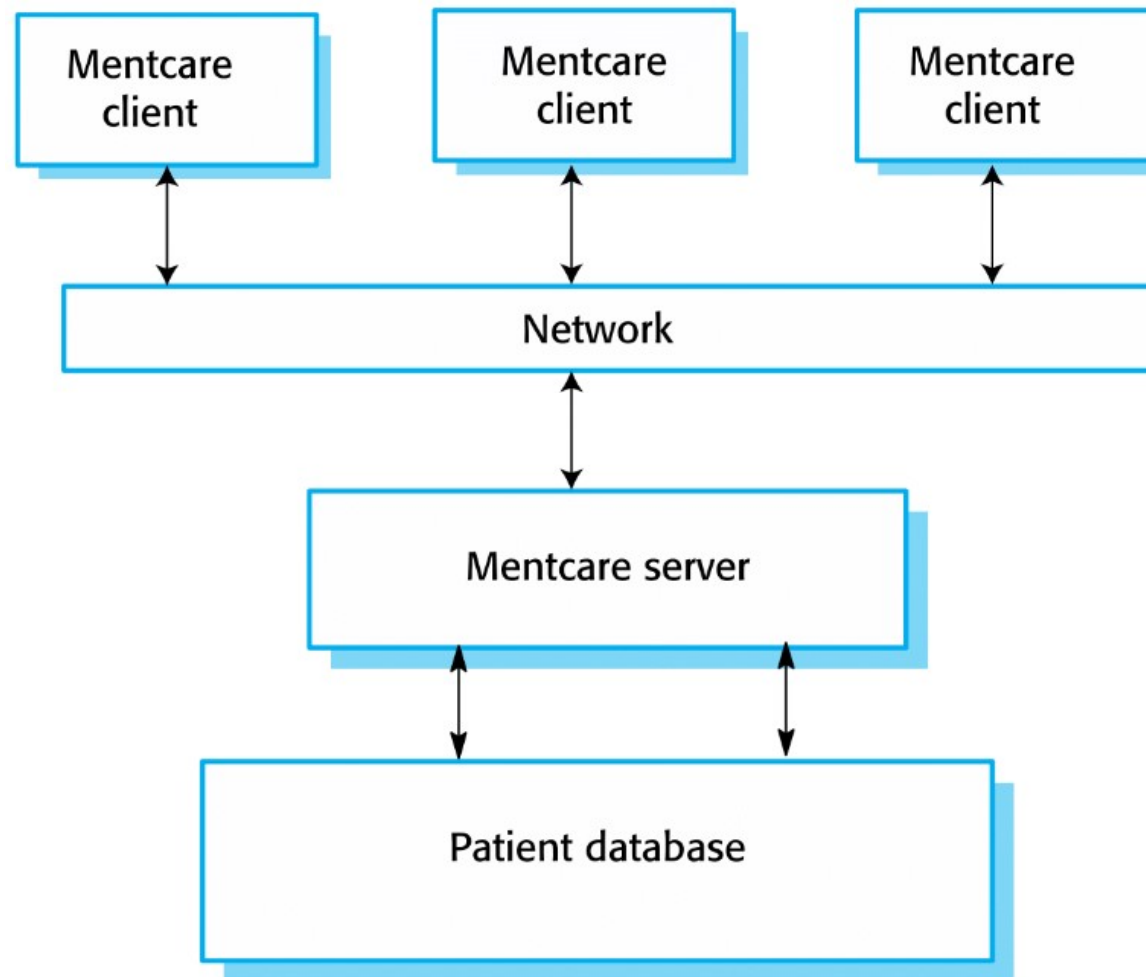 Mentcare
client
Mentcare
client
Mentcare
client
Network
Mentcare server
Patient database